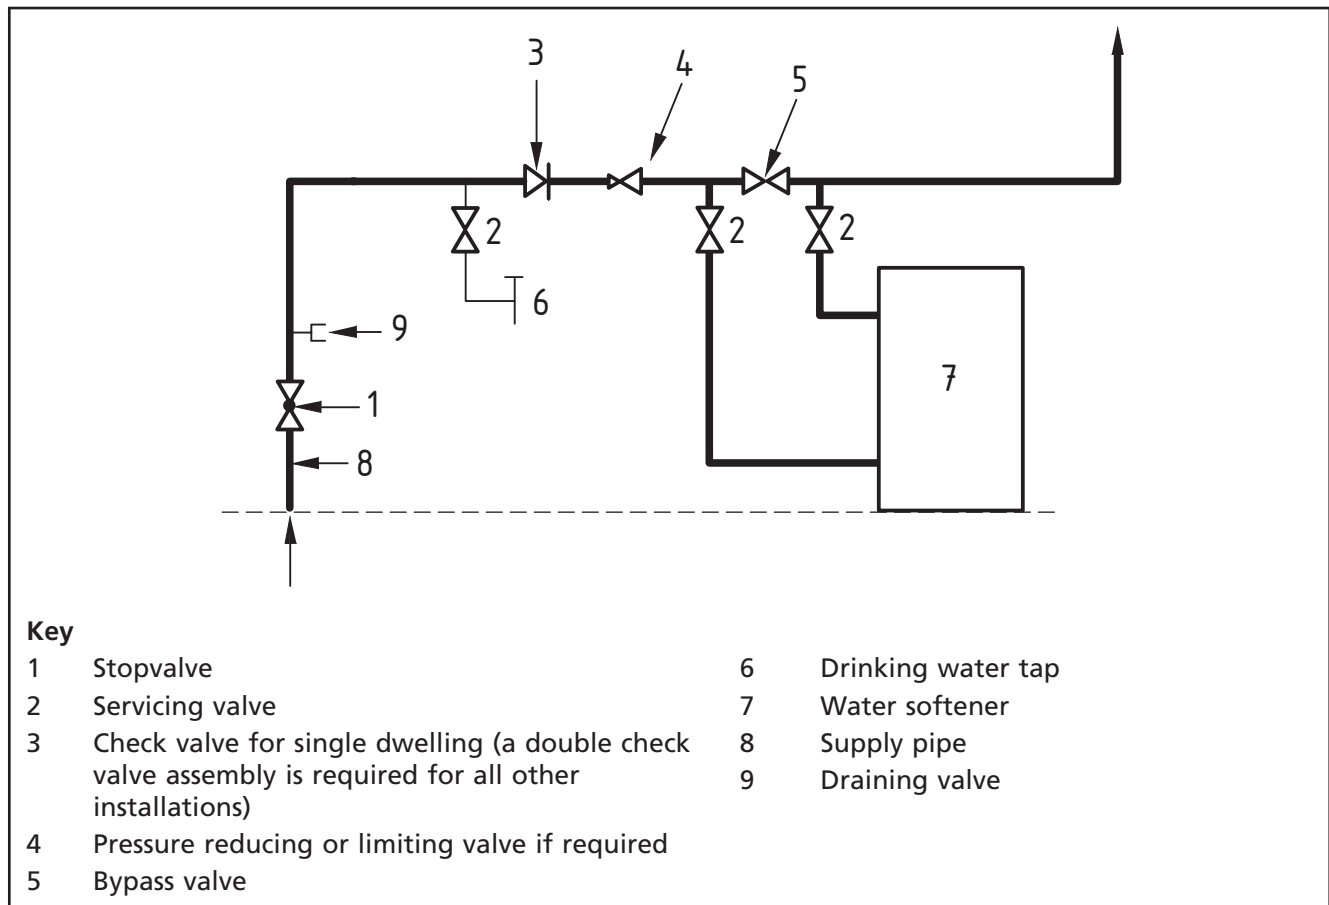 3
4
5
2
2
2
6
9
7
1
8
Key
1 Stopvalve
2 Servicing valve
3 Check valve for single dwelling (a double check
valve assembly is required for all other
installations)
4 Pressure reducing or limiting valve if required
5 Bypass valve
6 Drinking water tap
7 Water softener
8 Supply pipe
9 Draining valve